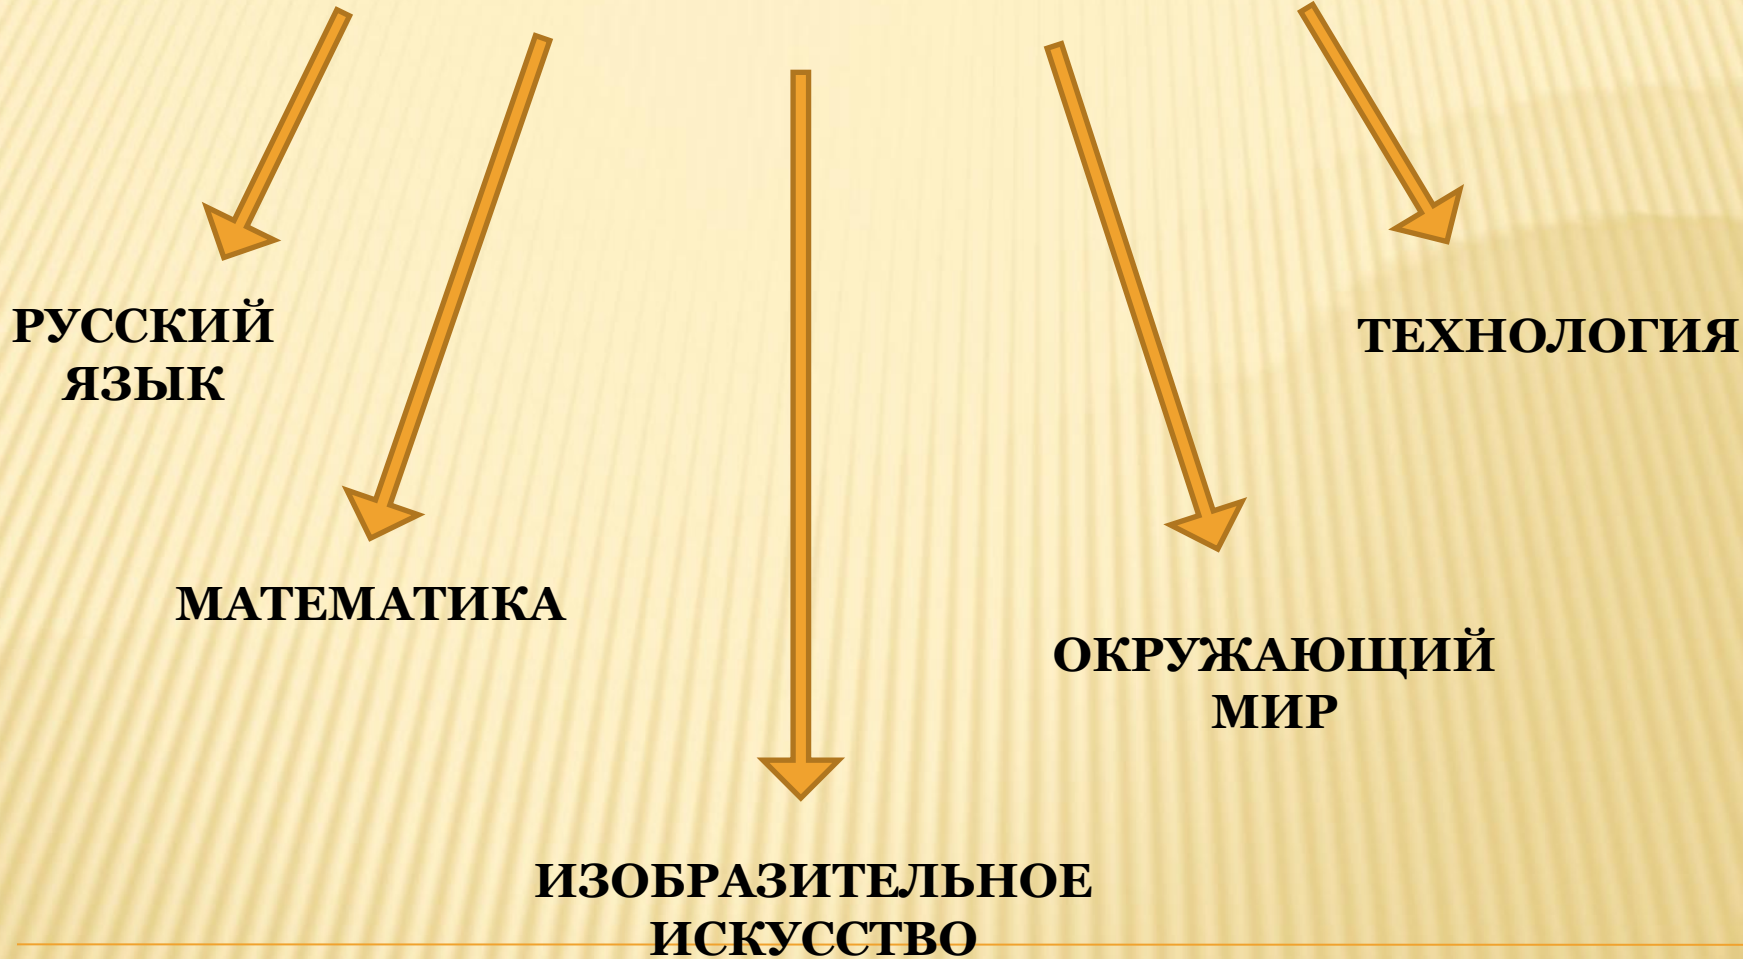 РУССКИЙ
ЯЗЫК
ТЕХНОЛОГИЯ
МАТЕМАТИКА
ОКРУЖАЮЩИЙ
МИР
ИЗОБРАЗИТЕЛЬНОЕ
ИСКУССТВО